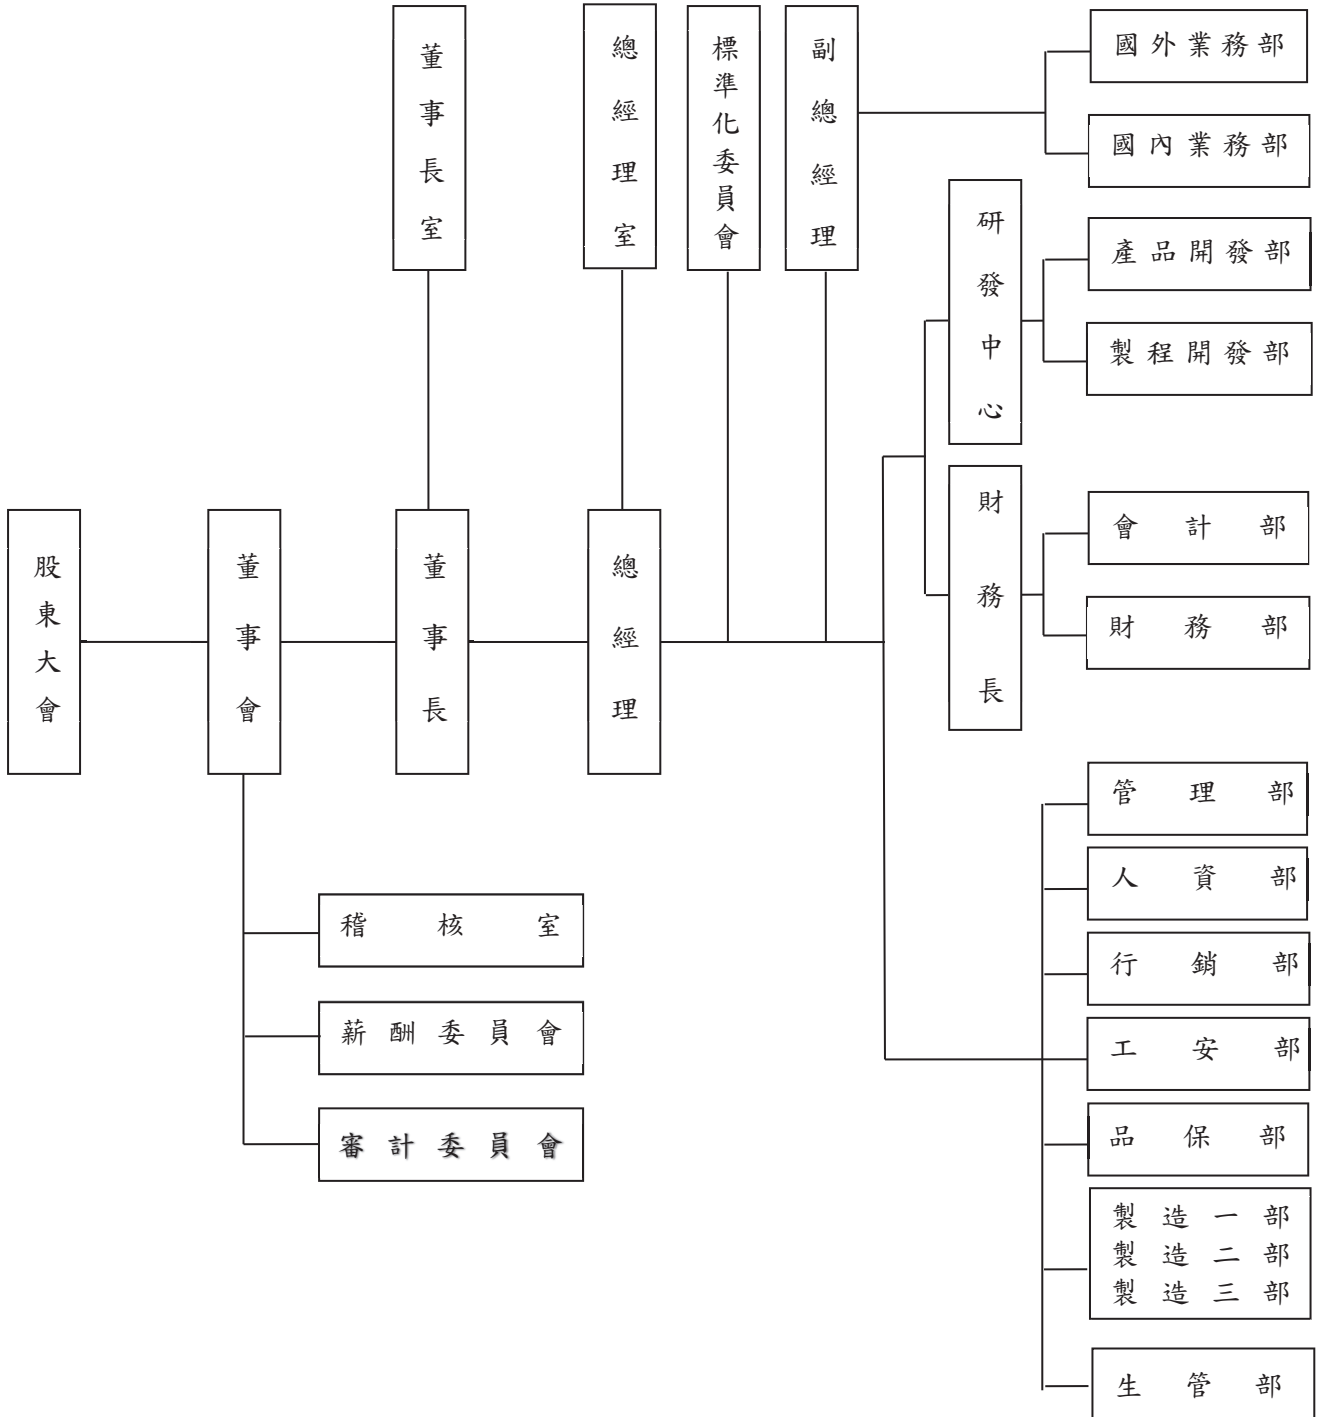 董事長室
總經理室
標準化委員會
副總經理
國外業務部
國內業務部
研發中心
產品開發部
製程開發部
財務長
會計部
財務部
股東大會
董事會
董事長
總經理
稽核室
薪酬委員會
審計委員會
管理部
人資部
行銷部
工安部
品保部
製造一部
製造二部
製造三部
生管部